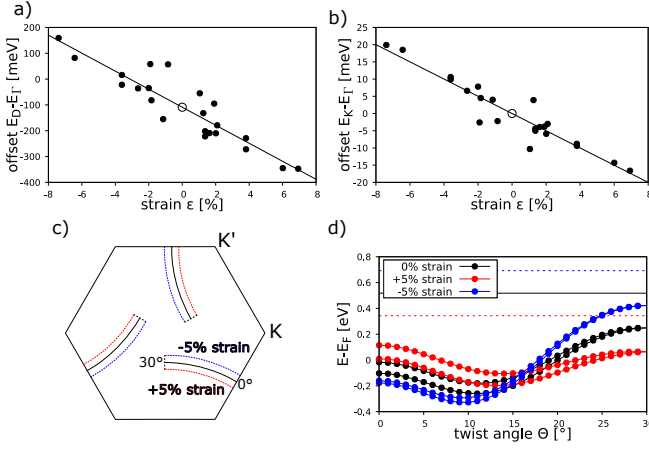 a)
offset E_D-E_Γ [meV]
200
100
0
-100
-200
-300
-400
-8 -6 -4 -2 0 2 4 6 8
strain ε [%]
b)
offset E_K-E_Γ [meV]
25
20
15
10
5
0
-5
-10
-15
-20
-8 -6 -4 -2 0 2 4 6 8
strain ε [%]
c)
K'
K
-5% strain
30°
0°
+5% strain
d)
E-E_F [eV]
0,8
0,6
0,4
0,2
0
-0,2
-0,4
0% strain
+5% strain
-5% strain
0 5 10 15 20 25 30
twist angle Θ [°]